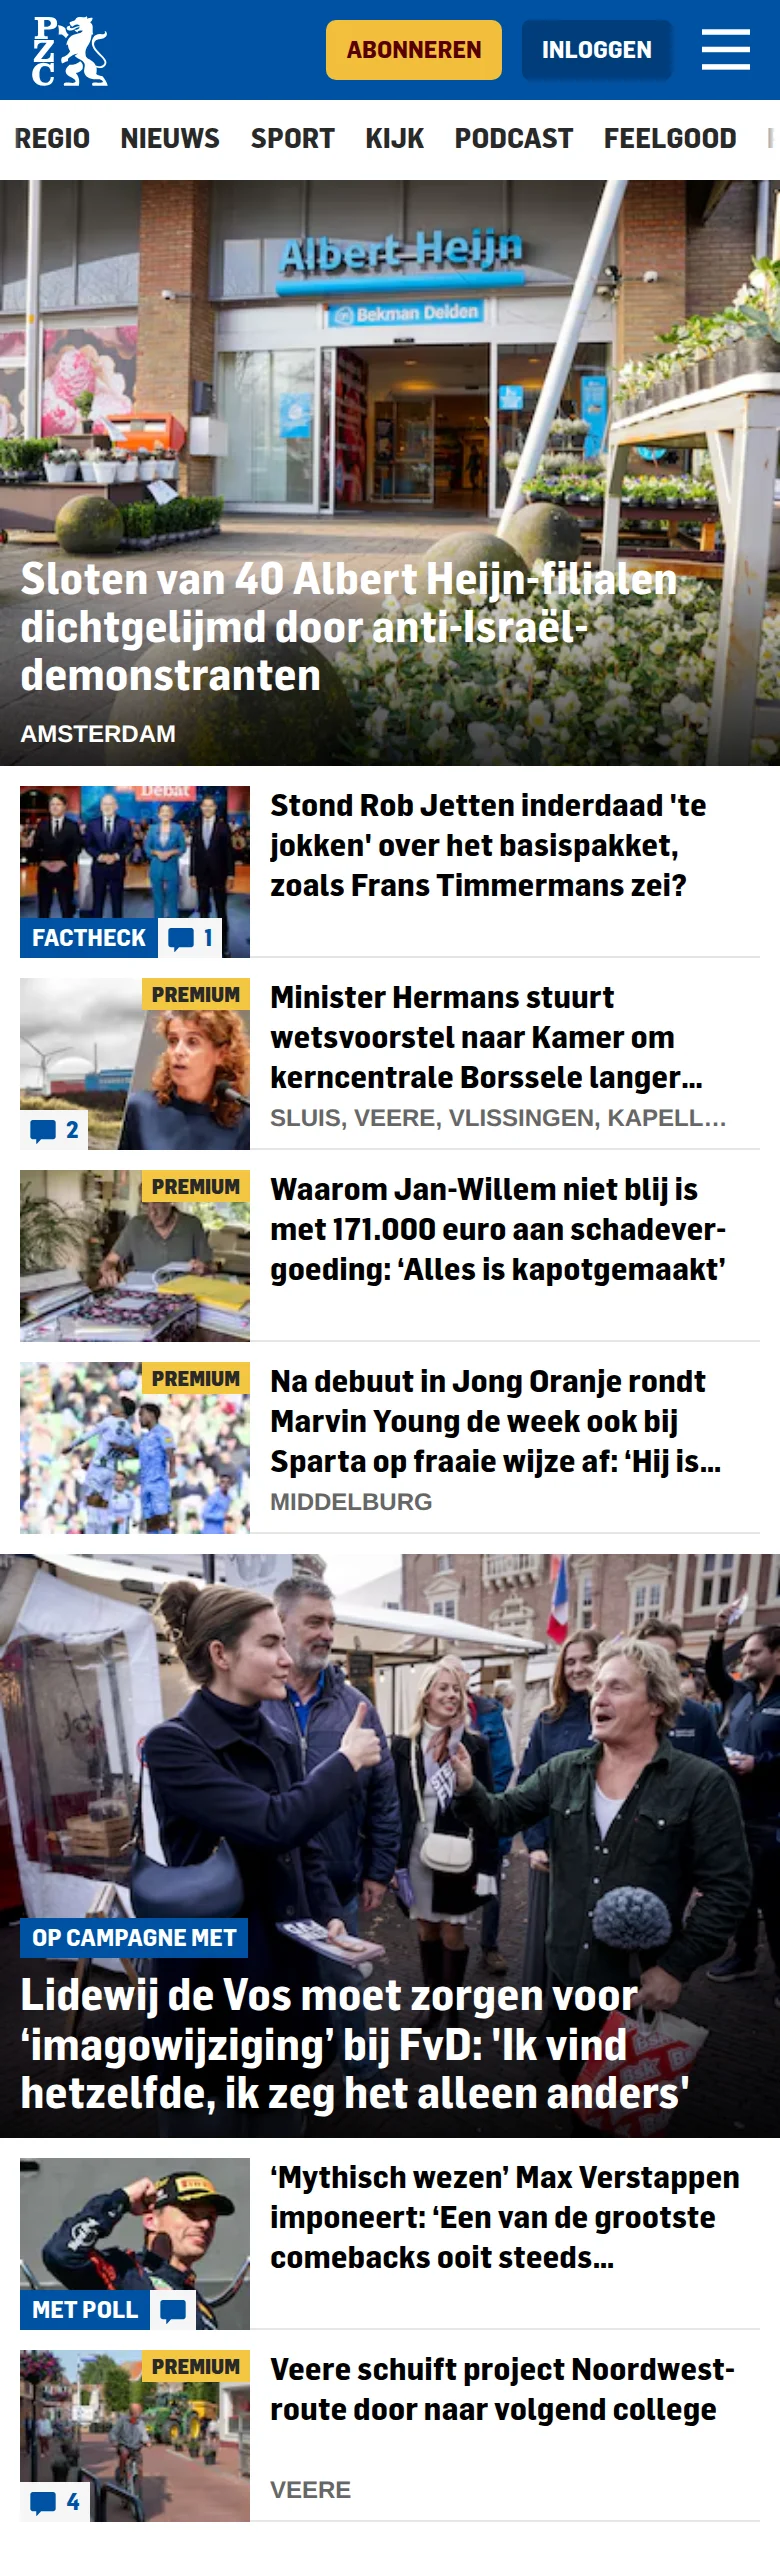 PZC
ABONNEREN
INLOGGEN
REGIO NIEUWS SPORT KIJK PODCAST FEELGOOD
Albert Heijn
Bekman Delden
Sloten van 40 Albert Heijn-filialen
dichtgelijmd door anti-Israël-
demonstranten
AMSTERDAM
Debat
FACTHECK 1
Stond Rob Jetten inderdaad 'te
jokken' over het basispakket,
zoals Frans Timmermans zei?
PREMIUM
2
Minister Hermans stuurt
wetsvoorstel naar Kamer om
kerncentrale Borssele langer...
SLUIS, VEERE, VLISSINGEN, KAPELL...
PREMIUM
Waarom Jan-Willem niet blij is
met 171.000 euro aan schadever-
goeding: ‘Alles is kapotgemaakt’
PREMIUM
Na debuut in Jong Oranje rondt
Marvin Young de week ook bij
Sparta op fraaie wijze af: ‘Hij is...
MIDDELBURG
OP CAMPAGNE MET
Lidewij de Vos moet zorgen voor
‘imagowijziging’ bij FvD: 'Ik vind
hetzelfde, ik zeg het alleen anders'
MET POLL
‘Mythisch wezen’ Max Verstappen
imponeert: ‘Een van de grootste
comebacks ooit steeds...
PREMIUM
4
Veere schuift project Noordwest-
route door naar volgend college
VEERE